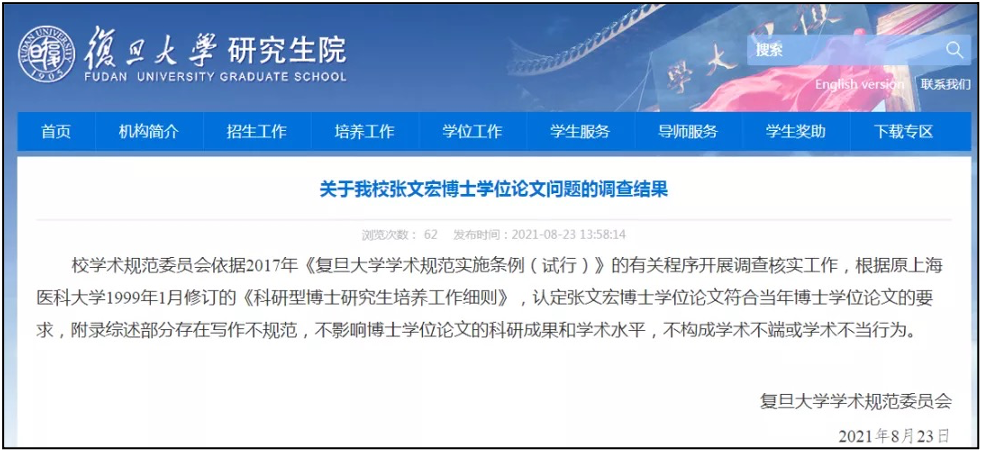 復旦大學 研究生院
FUDAN UNIVERSITY GRADUATE SCHOOL
搜索
English version 联系我们
首页 机构简介 招生工作 培养工作 学位工作 学生服务 导师服务 学生奖助 下载专区
关于我校张文宏博士学位论文问题的调查结果
浏览次数： 62 发布时间：2021-08-23 13:58:14
校学术规范委员会依据2017年《复旦大学学术规范实施条例（试行）》的有关程序开展调查核实工作，根据原上海
医科大学1999年1月修订的《科研型博士研究生培养工作细则》，认定张文宏博士学位论文符合当年博士学位论文的要
求，附录综述部分存在写作不规范，不影响博士学位论文的科研成果和学术水平，不构成学术不端或学术不当行为。
复旦大学学术规范委员会
2021年8月23日